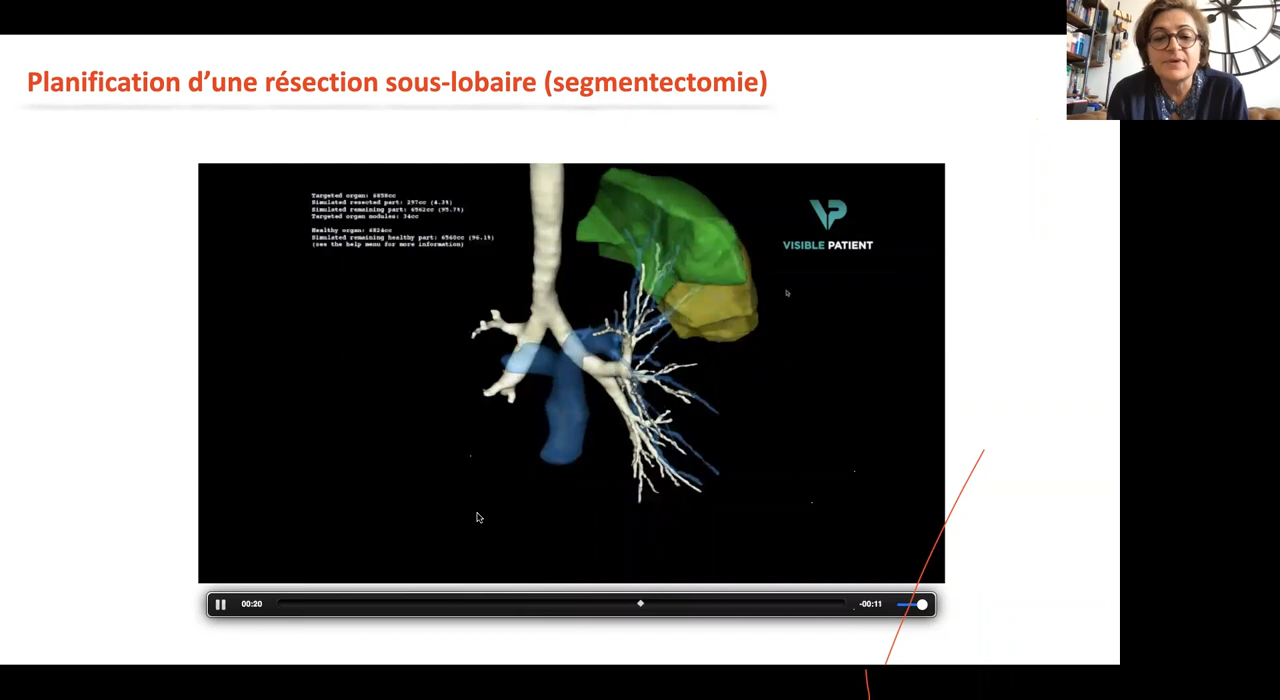 Planification d’une résection sous-lobaire (segmentectomie)
Targeted organ: 6858cc
Simulated resected part: 297cc (4.3%)
Simulated remaining part: 6562cc (95.7%)
Targeted organ nodules: 34cc
Healthy organ: 6824cc
Simulated remaining healthy part: 6560cc (96.1%)
(see the help menu for more information)
VP
VISIBLE PATIENT
00:20
-00:11